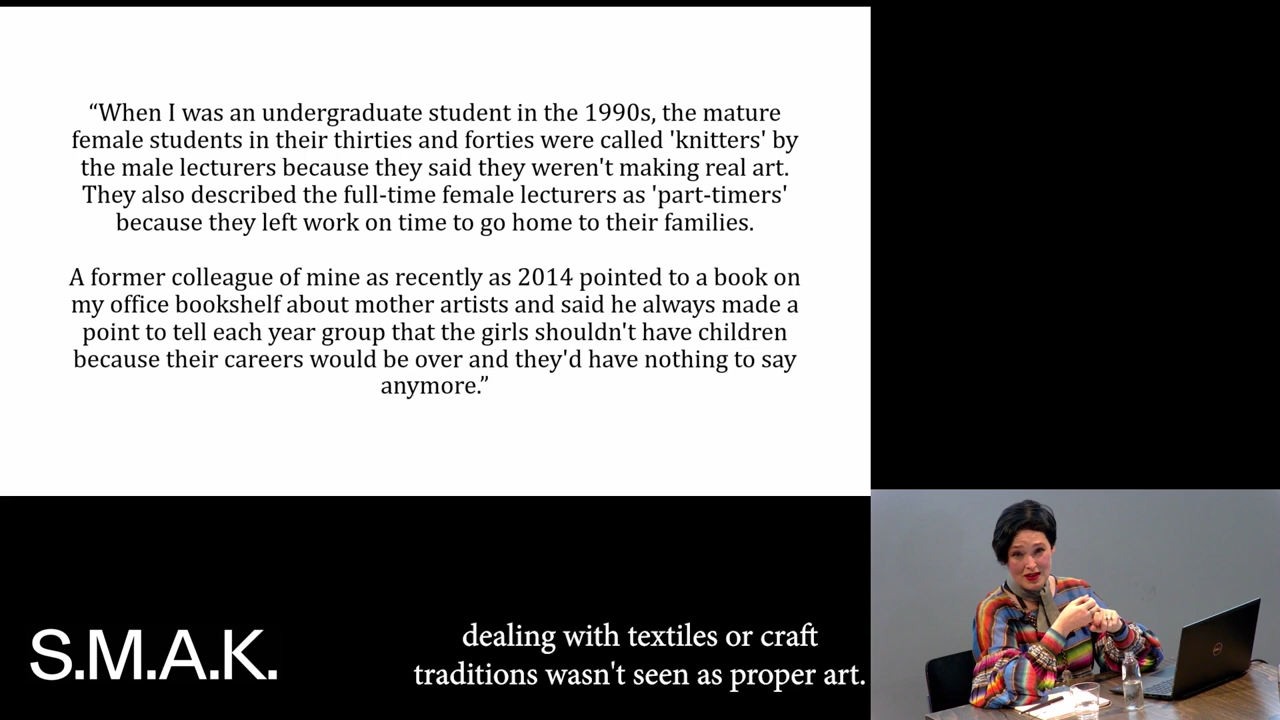 “When I was an undergraduate student in the 1990s, the mature
female students in their thirties and forties were called 'knitters' by
the male lecturers because they said they weren't making real art.
They also described the full-time female lecturers as 'part-timers'
because they left work on time to go home to their families.
A former colleague of mine as recently as 2014 pointed to a book on
my office bookshelf about mother artists and said he always made a
point to tell each year group that the girls shouldn't have children
because their careers would be over and they'd have nothing to say
anymore.”
S.M.A.K.
dealing with textiles or craft
traditions wasn't seen as proper art.
DELL